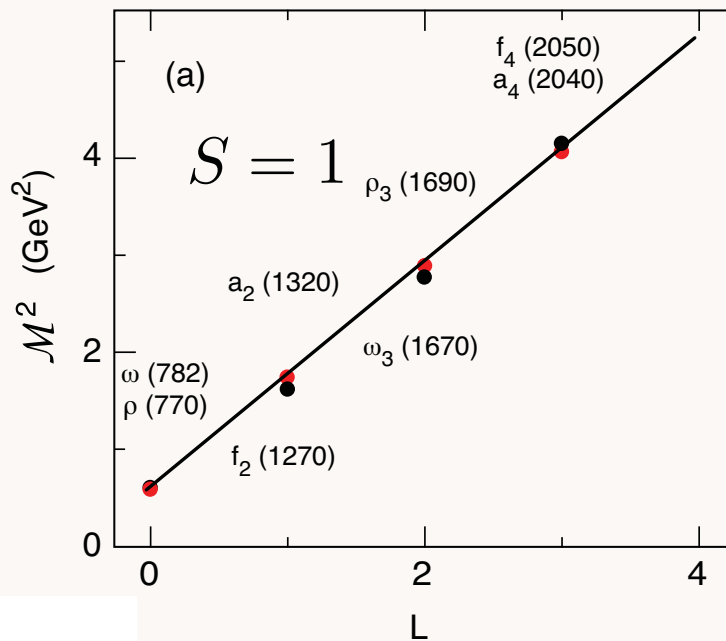 (a)
f₄ (2050)
a₄ (2040)
S = 1
ρ₃ (1690)
a₂ (1320)
ω₃ (1670)
ω (782)
ρ (770)
f₂ (1270)
ℳ² (GeV²)
4
2
0
0 2 4
L